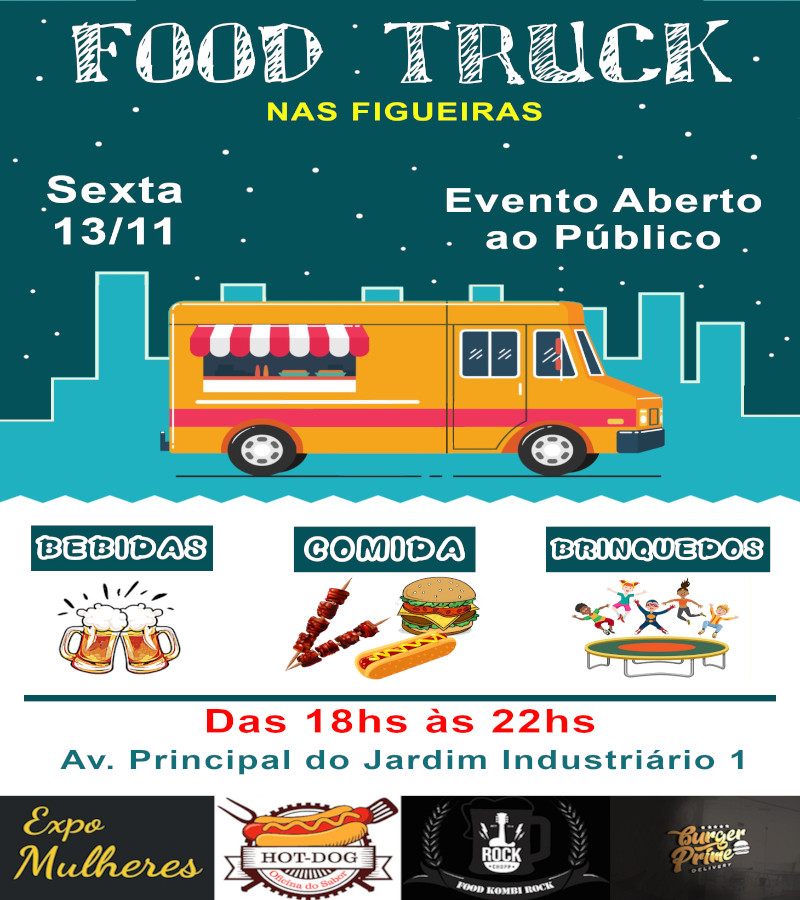 FOOD TRUCK
NAS FIGUEIRAS
Sexta
13/11
Evento Aberto
ao Público
BEBIDAS
COMIDA
BRINQUEDOS
Das 18hs às 22hs
Av. Principal do Jardim Industriário 1
Expo
Mulheres
HOT-DOG
Oficina do Sabor
ROCK
CHOPP
FOOD KOMBI ROCK
Burger
Prime
DELIVERY